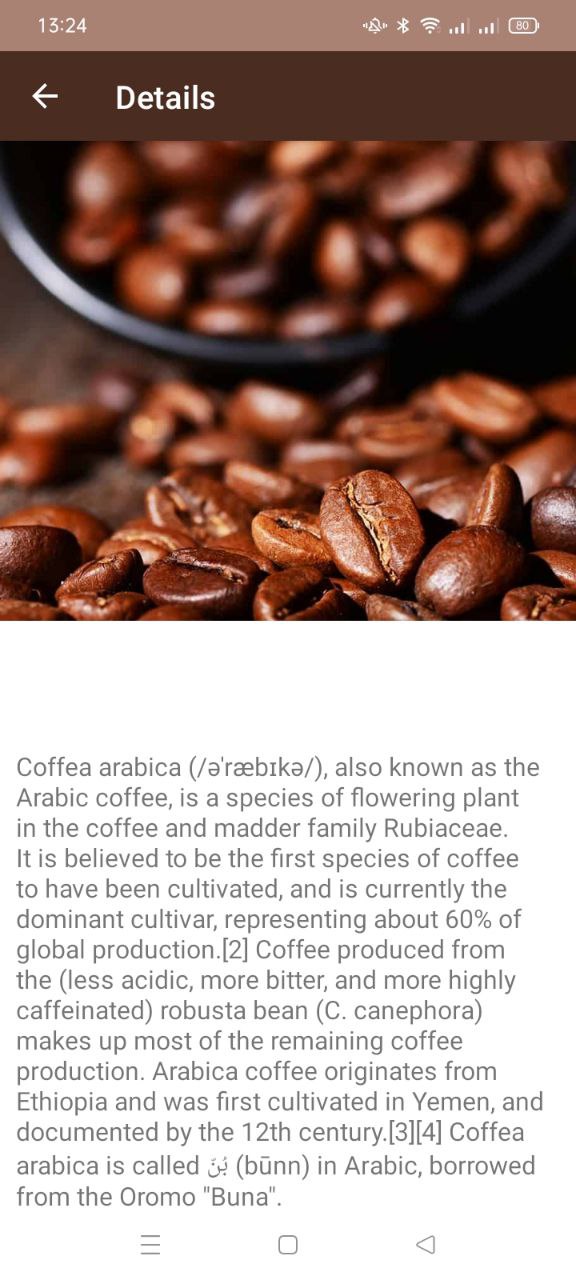 13:24
80
Details
Coffea arabica (/ə'ræbɪkə/), also known as the
Arabic coffee, is a species of flowering plant
in the coffee and madder family Rubiaceae.
It is believed to be the first species of coffee
to have been cultivated, and is currently the
dominant cultivar, representing about 60% of
global production.[2] Coffee produced from
the (less acidic, more bitter, and more highly
caffeinated) robusta bean (C. canephora)
makes up most of the remaining coffee
production. Arabica coffee originates from
Ethiopia and was first cultivated in Yemen, and
documented by the 12th century.[3][4] Coffea
arabica is called بُنّ (būnn) in Arabic, borrowed
from the Oromo "Buna".